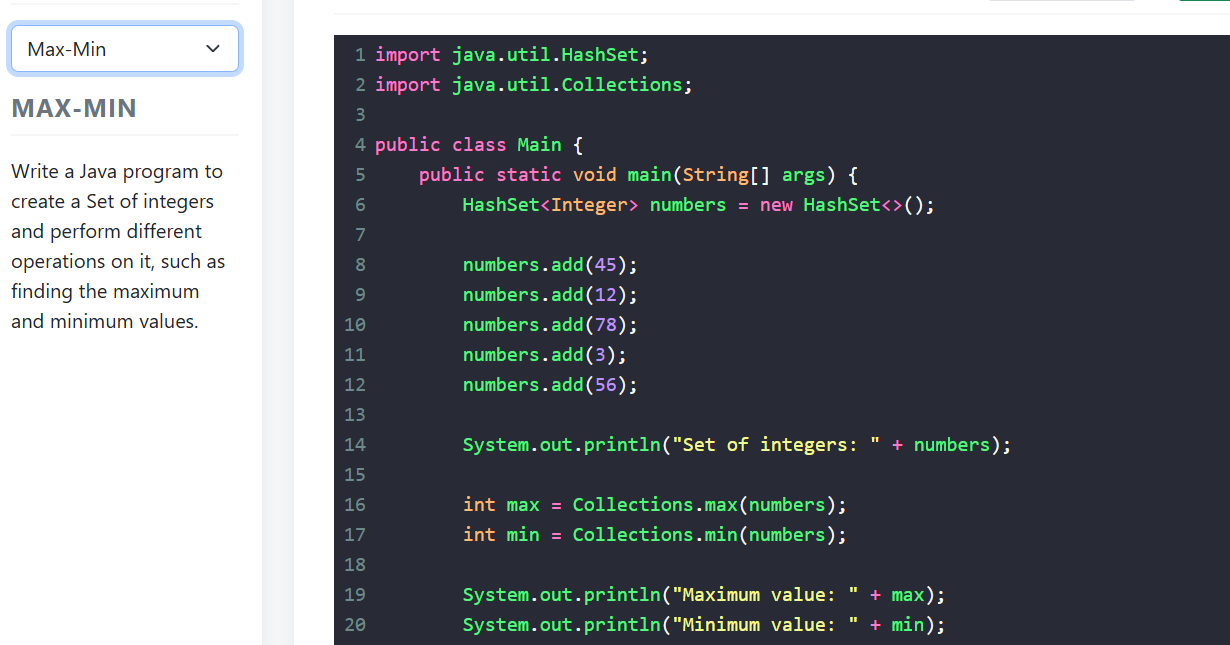 Max-Min
MAX-MIN
Write a Java program to
create a Set of integers
and perform different
operations on it, such as
finding the maximum
and minimum values.
1 import java.util.HashSet;
2 import java.util.Collections;
3
4 public class Main {
5     public static void main(String[] args) {
6         HashSet<Integer> numbers = new HashSet<>();
7
8         numbers.add(45);
9         numbers.add(12);
10         numbers.add(78);
11         numbers.add(3);
12         numbers.add(56);
13
14         System.out.println("Set of integers: " + numbers);
15
16         int max = Collections.max(numbers);
17         int min = Collections.min(numbers);
18
19         System.out.println("Maximum value: " + max);
20         System.out.println("Minimum value: " + min);